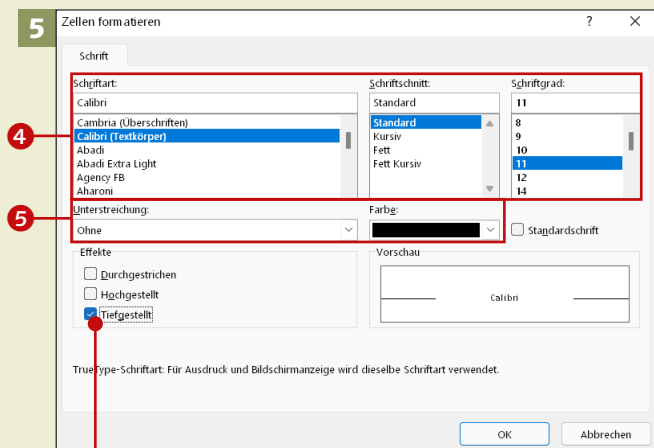 5
Zellen formatieren ? ×
Schrift
Schriftart: Schriftschnitt: Schriftgrad:
Calibri Standard 11
Cambria (Überschriften) Standard 8
4 Calibri (Textkörper) Kursiv 9
Abadi Fett 10
Abadi Extra Light Fett Kursiv 11
Agency FB 12
Aharoni 14
Unterstreichung: Farbe:
5 Ohne Standardschrift
Effekte Vorschau
Durchgestrichen
Hochgestellt Calibri
Tiefgestellt
TrueType-Schriftart: Für Ausdruck und Bildschirmanzeige wird dieselbe Schriftart verwendet.
OK Abbrechen